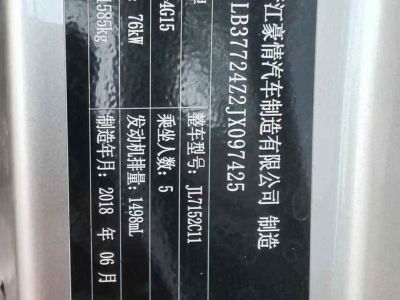 江豪情汽车制造有限公司 制造
LB37724Z2JX097425
整车型号: JL7152C11
4G15 乘坐人数: 5
: 76kW 发动机排量: 1498mL
1585kg 制造年月: 2018 年 06 月